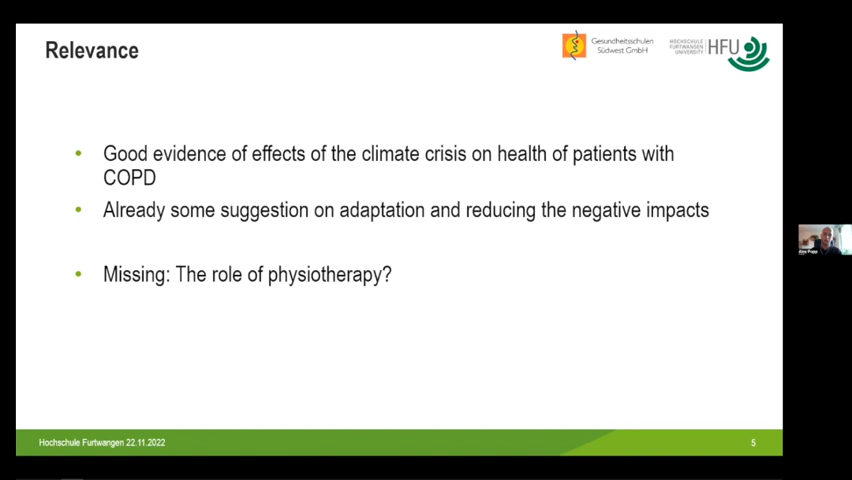 Relevance
Gesundheitsschulen
Südwest GmbH
HOCHSCHULE
FURTWANGEN
UNIVERSITY
HFU
• Good evidence of effects of the climate crisis on health of patients with
COPD
• Already some suggestion on adaptation and reducing the negative impacts
• Missing: The role of physiotherapy?
Hochschule Furtwangen 22.11.2022
5